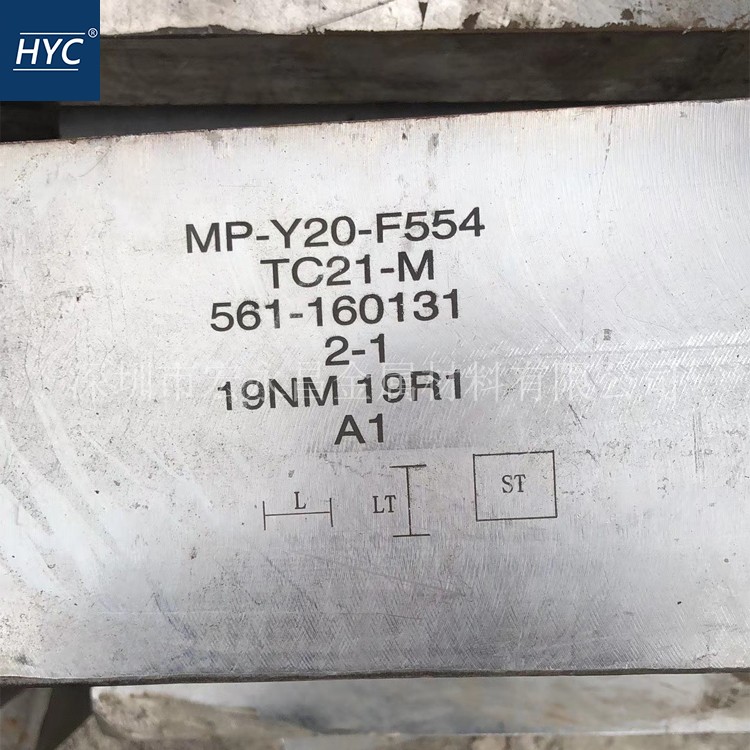 HYC®
MP-Y20-F554
TC21-M
561-160131
2-1
19NM 19R1
A1
L LT ST